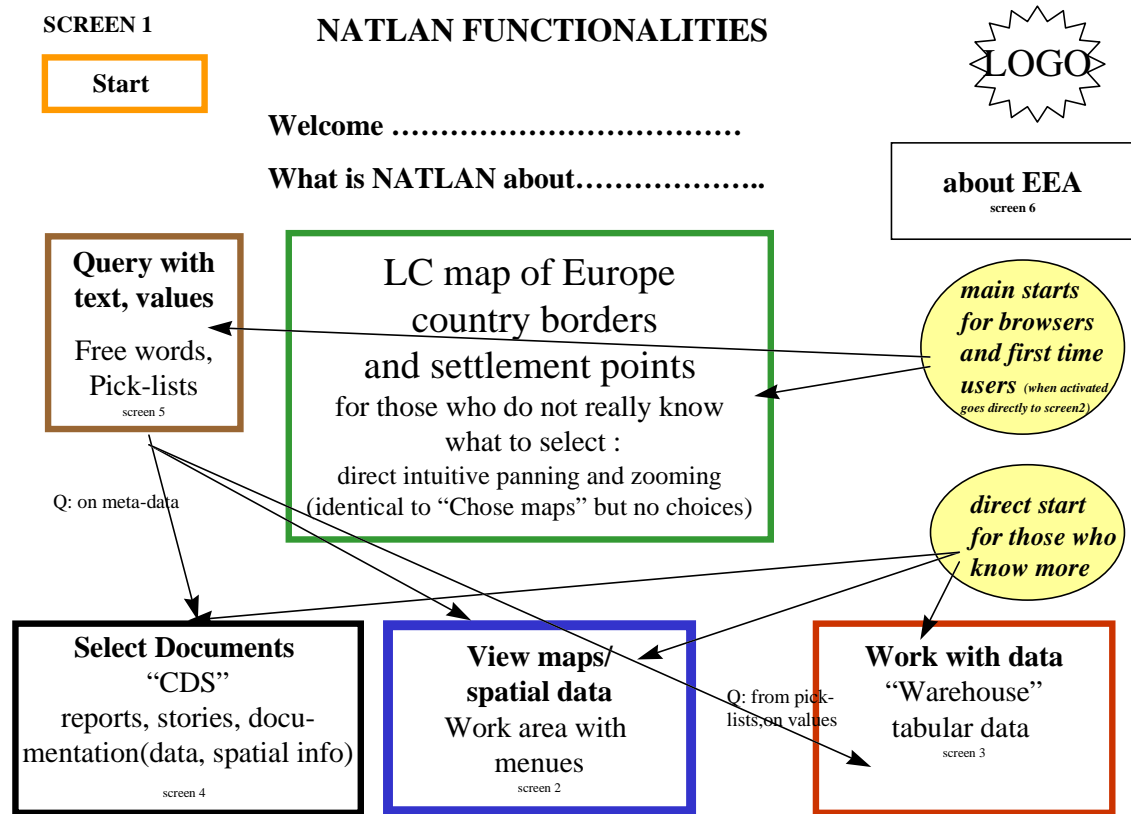 SCREEN 1
NATLAN FUNCTIONALITIES
LOGO
Start
Welcome ……………………………….
What is NATLAN about………………..
about EEA
screen 6
Query with
text, values
Free words,
Pick-lists
screen 5
LC map of Europe
country borders
and settlement points
for those who do not really know
what to select :
direct intuitive panning and zooming
(identical to “Chose maps” but no choices)
main starts
for browsers
and first time
users (when activated
goes directly to screen2)
Q: on meta-data
direct start
for those who
know more
Select Documents
“CDS”
reports, stories, docu-
mentation(data, spatial info)
screen 4
View maps/
spatial data
Work area with
menues
screen 2
Q: from pick-
lists,on values
Work with data
“Warehouse”
tabular data
screen 3